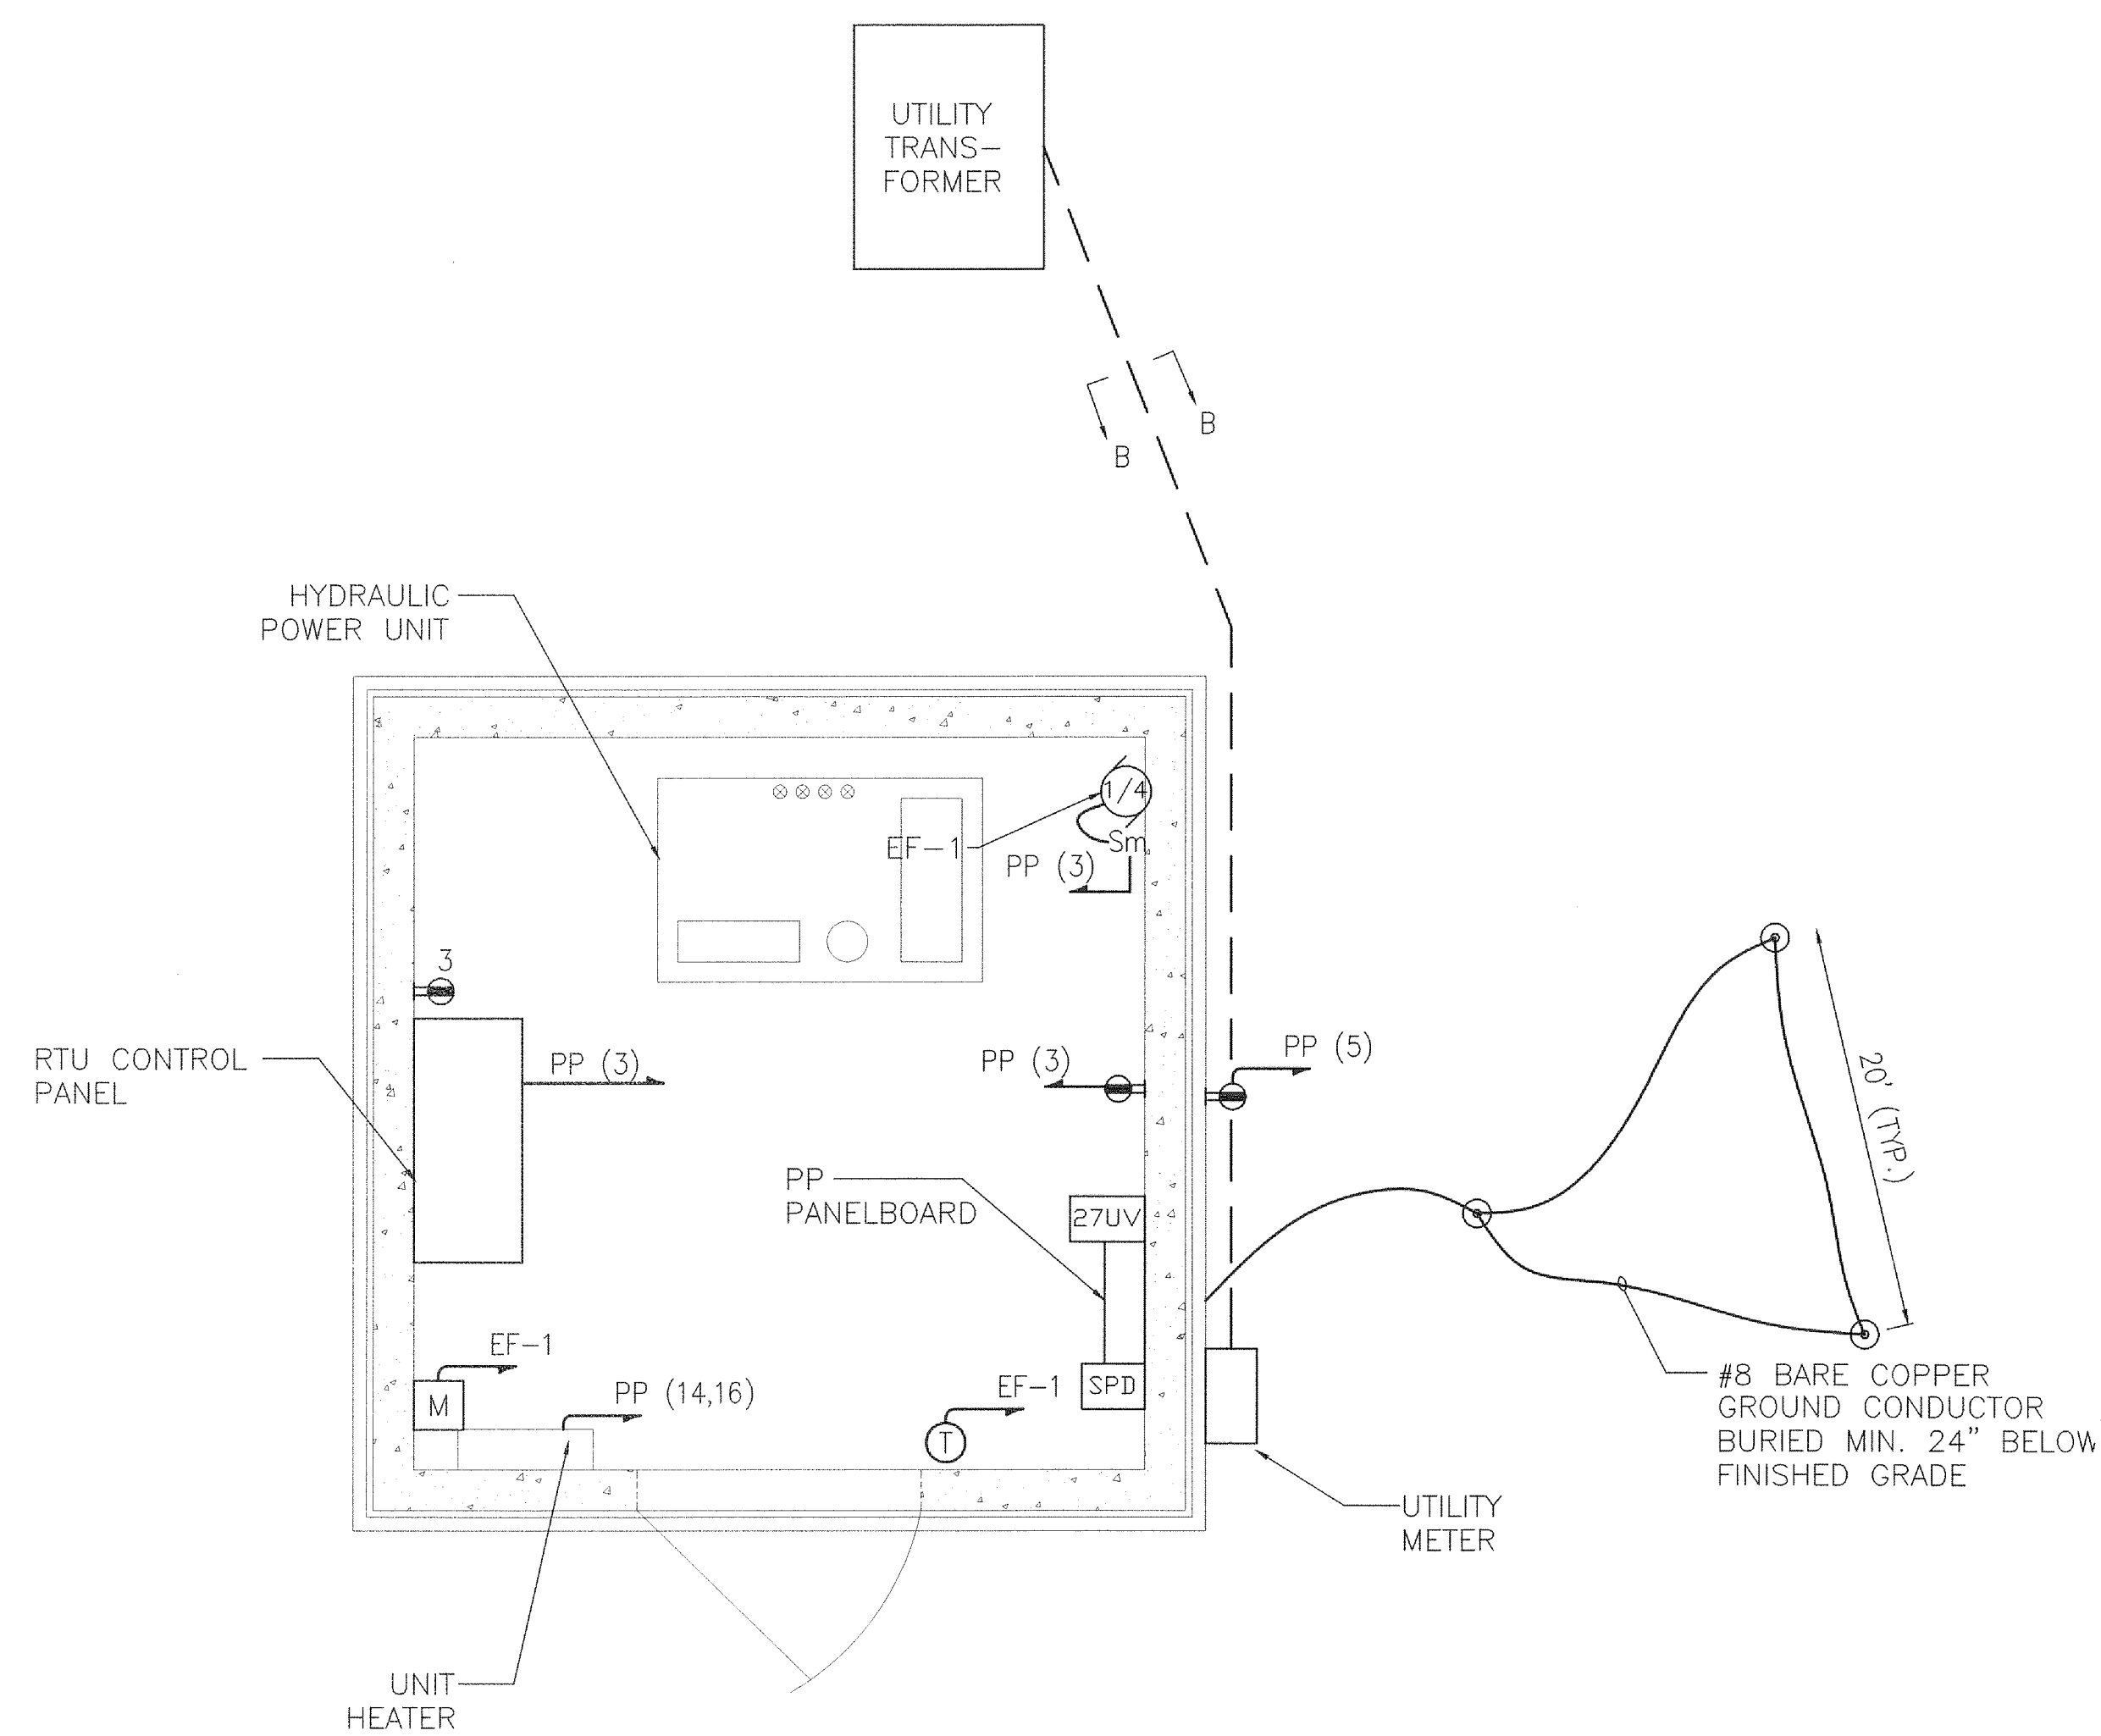 UTILITY
TRANS-
FORMER
B
B
HYDRAULIC
POWER UNIT
1/4
EF-1
Sm
PP (3)
3
RTU CONTROL
PANEL
PP (3)
PP (3)
PP (5)
20' (TYP.)
PP
PANELBOARD
27UV
EF-1
M
PP (14,16)
EF-1
SPD
T
#8 BARE COPPER
GROUND CONDUCTOR
BURIED MIN. 24" BELOW
FINISHED GRADE
UTILITY
METER
UNIT
HEATER